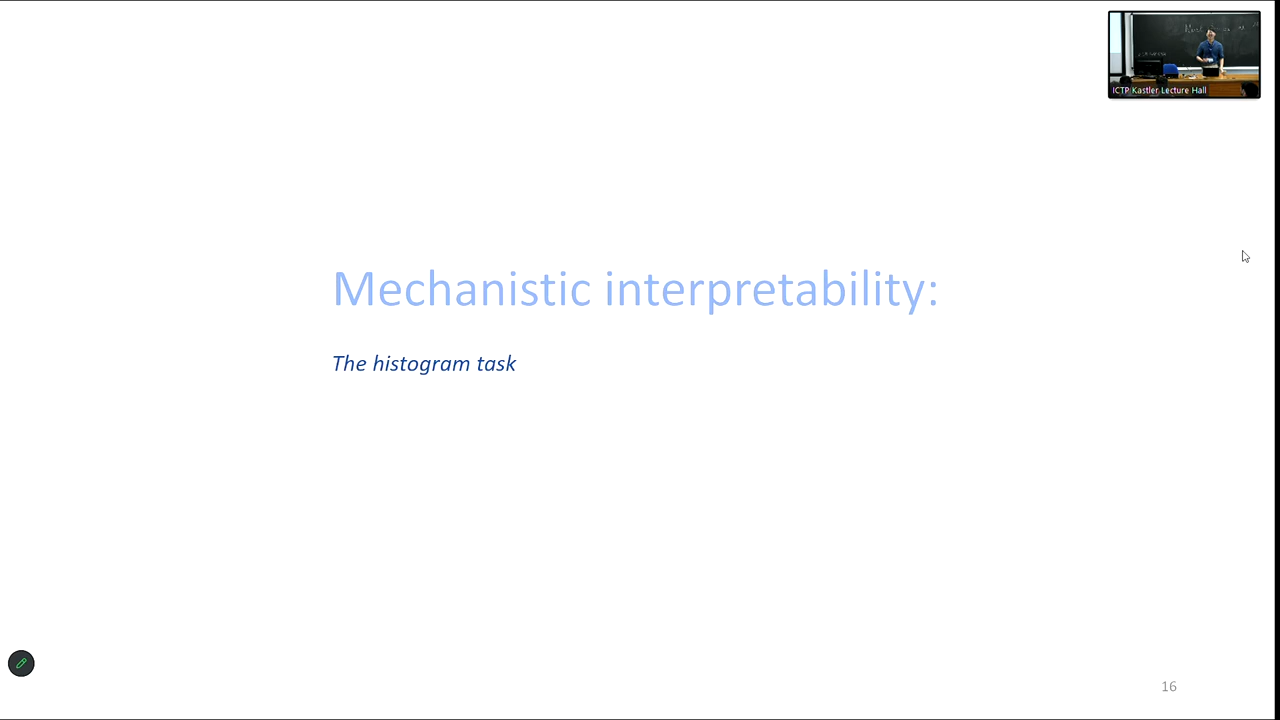 ICTP Kastler Lecture Hall
Mechanistic interpretability:
The histogram task
16